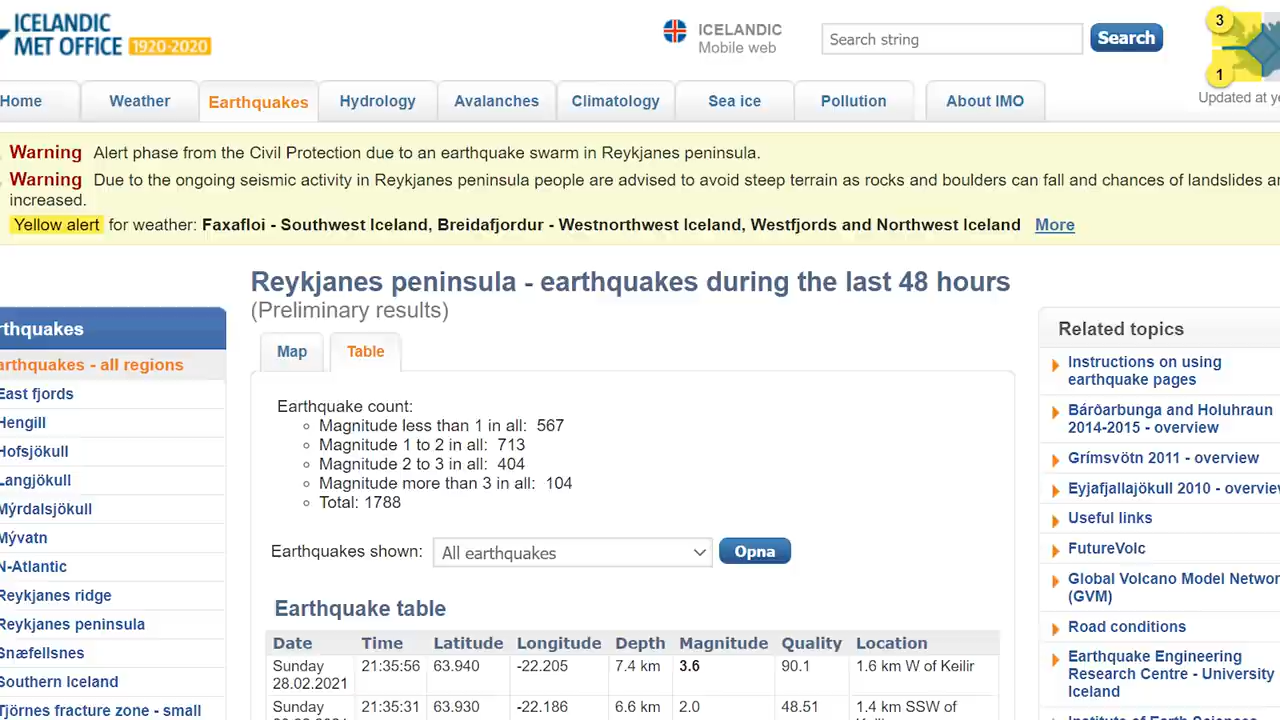 ICELANDIC
MET OFFICE 1920-2020
ICELANDIC
Mobile web
Search string
Search
3
1
Updated at
Home
Weather
Earthquakes
Hydrology
Avalanches
Climatology
Sea ice
Pollution
About IMO
Warning Alert phase from the Civil Protection due to an earthquake swarm in Reykjanes peninsula.
Warning Due to the ongoing seismic activity in Reykjanes peninsula people are advised to avoid steep terrain as rocks and boulders can fall and chances of landslides
increased.
Yellow alert for weather: Faxafloi - Southwest Iceland, Breidafjordur - Westnorthwest Iceland, Westfjords and Northwest Iceland More
Reykjanes peninsula - earthquakes during the last 48 hours
(Preliminary results)
Map
Table
Earthquake count:
Magnitude less than 1 in all: 567
Magnitude 1 to 2 in all: 713
Magnitude 2 to 3 in all: 404
Magnitude more than 3 in all: 104
Total: 1788
Earthquakes shown: All earthquakes Opna
Earthquake table
Date Time Latitude Longitude Depth Magnitude Quality Location
Sunday 21:35:56 63.940 -22.205 7.4 km 3.6 90.1 1.6 km W of Keilir
28.02.2021
Sunday 21:35:31 63.930 -22.186 6.6 km 2.0 48.51 1.4 km SSW of
rthquakes
arthquakes - all regions
East fjords
Hengill
Hofsjökull
Langjökull
Mýrdalsjökull
Mývatn
N-Atlantic
Reykjanes ridge
Reykjanes peninsula
Snæfellsnes
Southern Iceland
Tjörnes fracture zone - small
Related topics
Instructions on using
earthquake pages
Bárðarbunga and Holuhraun
2014-2015 - overview
Grímsvötn 2011 - overview
Eyjafjallajökull 2010 - overvie
Useful links
FutureVolc
Global Volcano Model Networ
(GVM)
Road conditions
Earthquake Engineering
Research Centre - University
Iceland